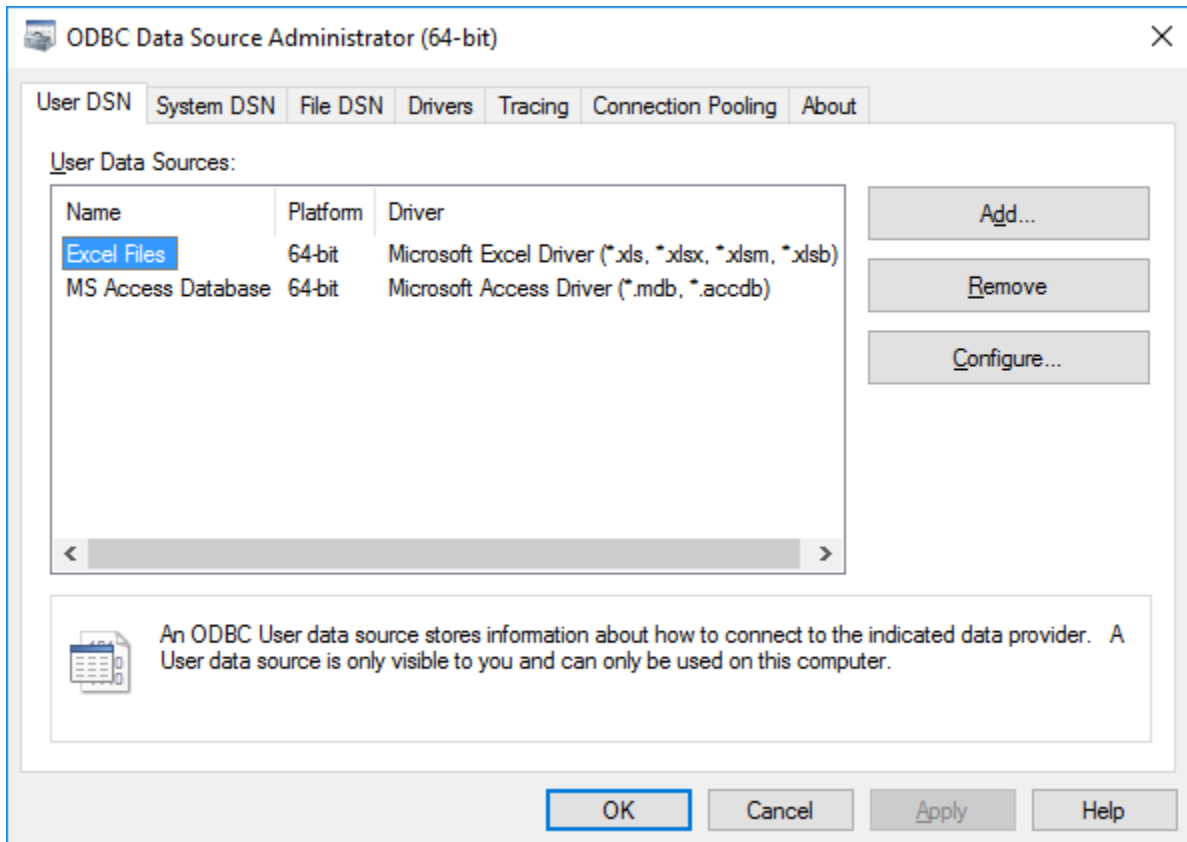 ODBC Data Source Administrator (64-bit)
User DSN System DSN File DSN Drivers Tracing Connection Pooling About
User Data Sources:
Name Platform Driver
Excel Files 64-bit Microsoft Excel Driver (*.xls, *.xlsx, *.xlsm, *.xlsb)
MS Access Database 64-bit Microsoft Access Driver (*.mdb, *.accdb)
Add...
Remove
Configure...
An ODBC User data source stores information about how to connect to the indicated data provider. A
User data source is only visible to you and can only be used on this computer.
OK Cancel Apply Help